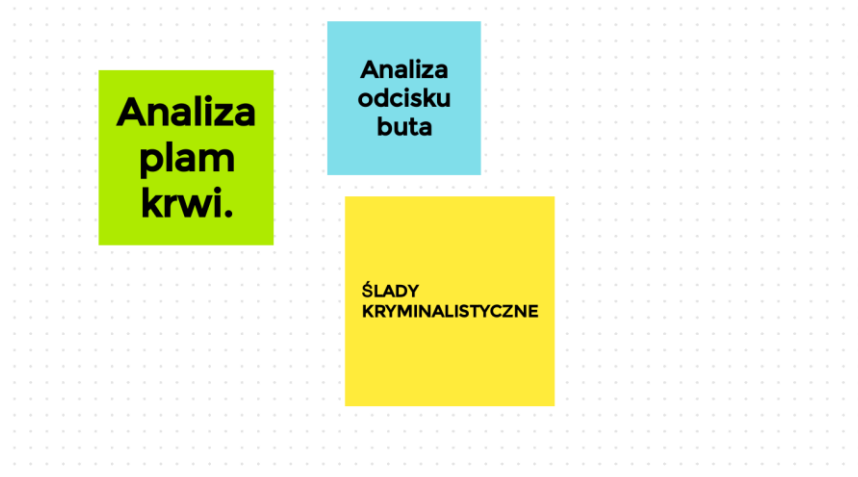 Analiza
plam
krwi.
Analiza
odcisku
buta
ŚLADY
KRYMINALISTYCZNE